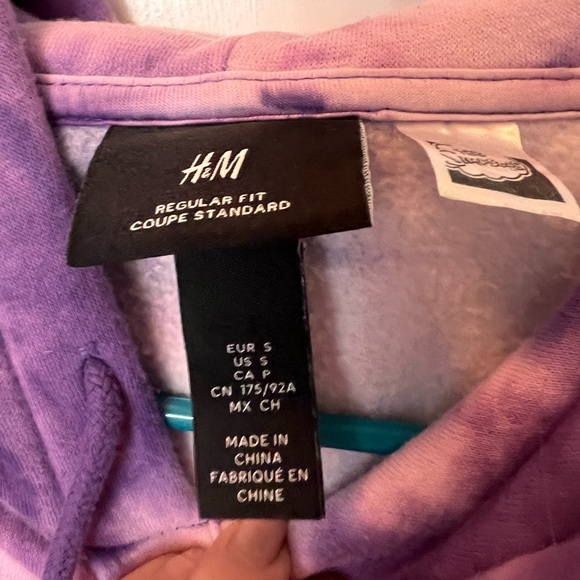 H&M
REGULAR FIT
COUPE STANDARD
EUR S
US S
CA P
CN 175/92A
MX CH
MADE IN
CHINA
FABRIQUÉ EN
CHINE